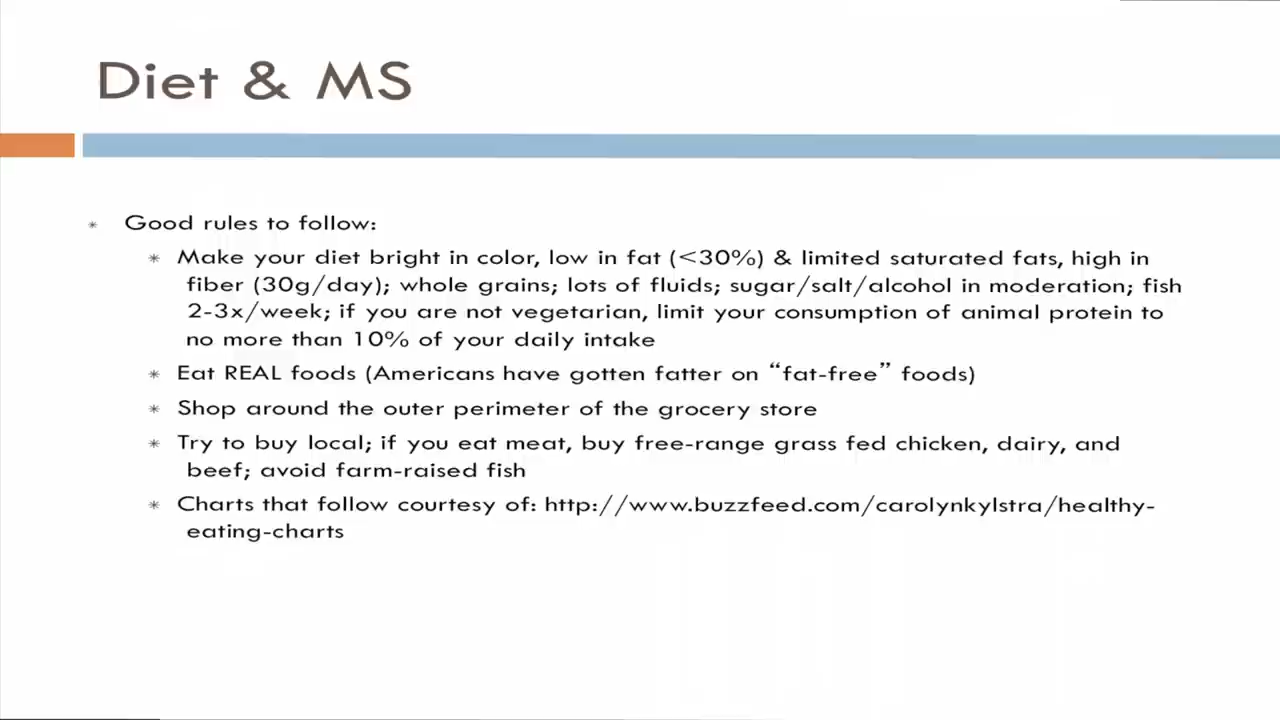 Diet & MS
* Good rules to follow:
* Make your diet bright in color, low in fat (<30%) & limited saturated fats, high in
fiber (30g/day); whole grains; lots of fluids; sugar/salt/alcohol in moderation; fish
2-3x/week; if you are not vegetarian, limit your consumption of animal protein to
no more than 10% of your daily intake
* Eat REAL foods (Americans have gotten fatter on “fat-free” foods)
* Shop around the outer perimeter of the grocery store
* Try to buy local; if you eat meat, buy free-range grass fed chicken, dairy, and
beef; avoid farm-raised fish
* Charts that follow courtesy of: http://www.buzzfeed.com/carolynkylstra/healthy-
eating-charts